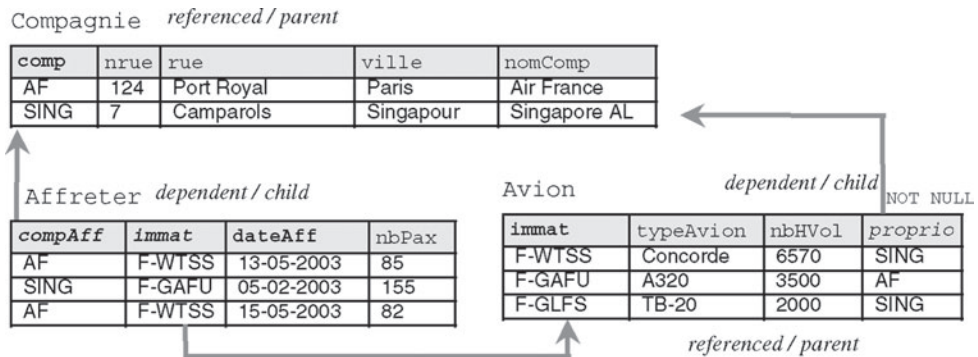 Compagnie referenced / parent
comp nrue rue ville nomComp
AF 124 Port Royal Paris Air France
SING 7 Camparols Singapour Singapore AL
Affreter dependent / child
compAff immat dateAff nbPax
AF F-WTSS 13-05-2003 85
SING F-GAFU 05-02-2003 155
AF F-WTSS 15-05-2003 82
Avion dependent / child NOT NULL
immat typeAvion nbHVol proprio
F-WTSS Concorde 6570 SING
F-GAFU A320 3500 AF
F-GLFS TB-20 2000 SING
referenced / parent